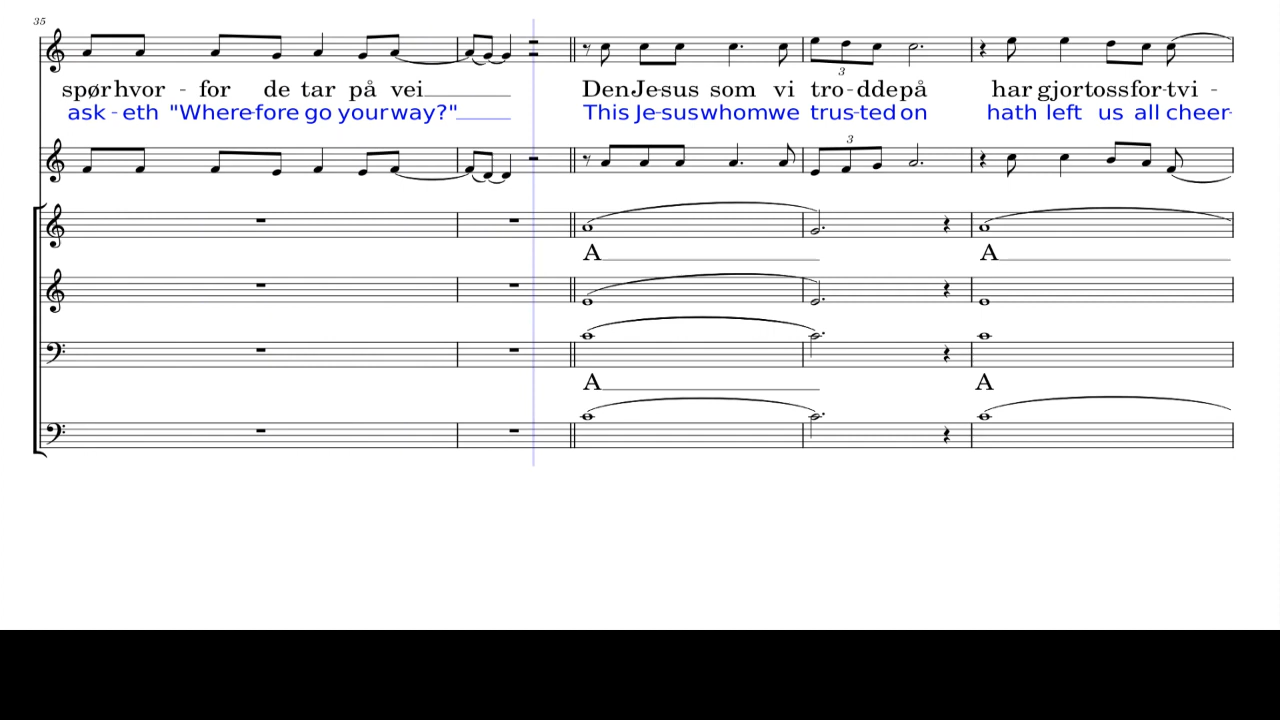 35
spør hvor - for de tar på vei Den Je-sus som vi tro-dde på har gjort oss for-tvi -
ask - eth "Where-fore go your way?" This Je-sus whom we trus-ted on hath left us all cheer-
3
3
A A
A A